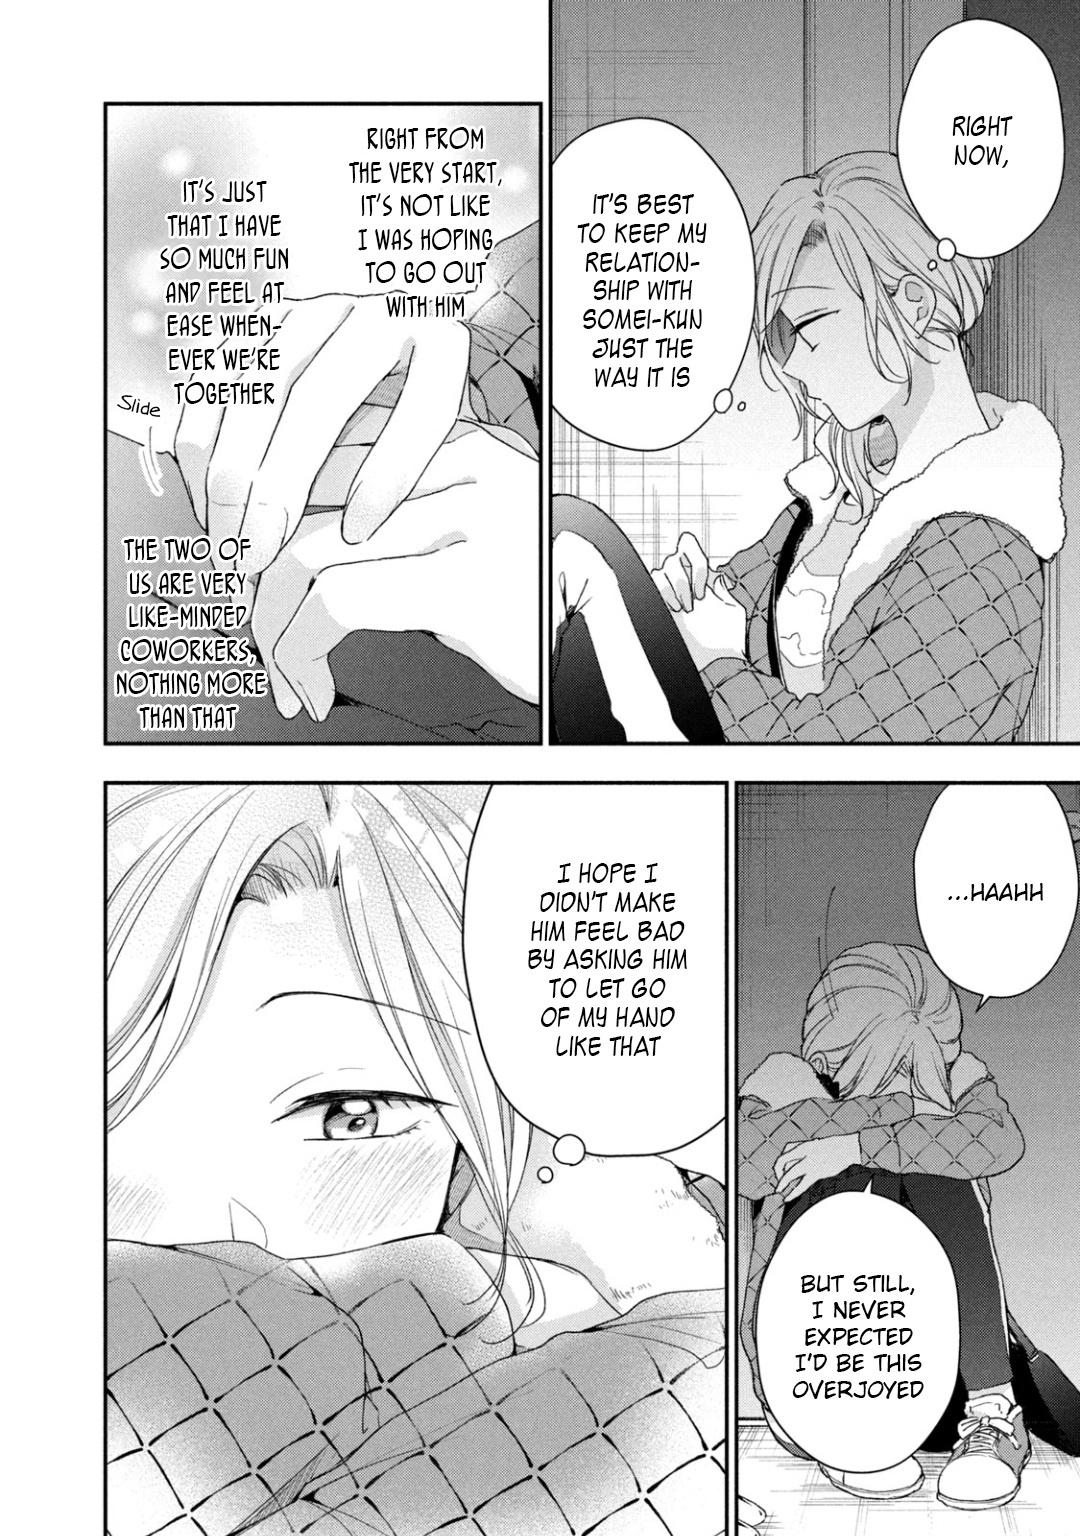 RIGHT
NOW,
IT'S BEST
TO KEEP MY
RELATION-
SHIP WITH
SOMEI-KUN
JUST THE
WAY IT IS
RIGHT FROM
THE VERY START,
IT'S NOT LIKE
I WAS HOPING
TO GO OUT
WITH HIM
IT'S JUST
THAT I HAVE
SO MUCH FUN
AND FEEL AT
EASE WHEN-
EVER WE'RE
TOGETHER
Slide
THE TWO OF
US ARE VERY
LIKE-MINDED
COWORKERS,
NOTHING MORE
THAN THAT
...HAAHH
BUT STILL,
I NEVER
EXPECTED
I'D BE THIS
OVERJOYED
I HOPE I
DIDN'T MAKE
HIM FEEL BAD
BY ASKING HIM
TO LET GO
OF MY HAND
LIKE THAT